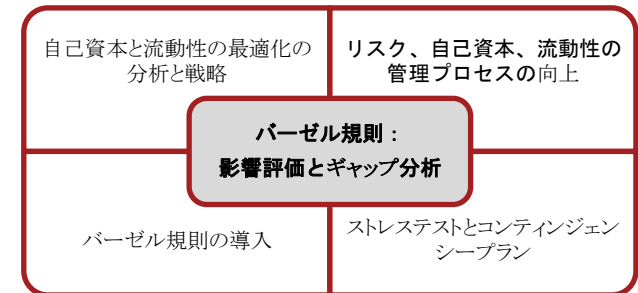 自己資本と流動性の最適化の
分析と戦略
リスク、自己資本、流動性の
管理プロセスの向上
バーゼル規則：
影響評価とギャップ分析
バーゼル規則の導入
ストレステストとコンティンジェン
シープラン